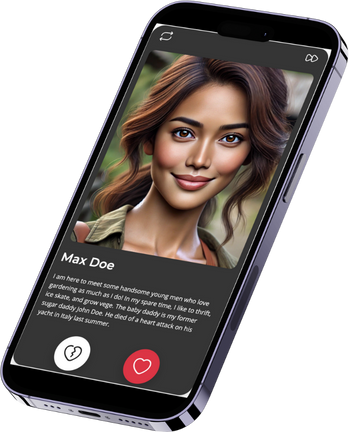 Max Doe
I am here to meet some handsome young men who love
gardening as much as I do! In my spare time, I like to thrift,
ice skate, and grow vege. The baby daddy is my former
sugar daddy John Doe. He died of a heart attack on his
yacht in Italy last summer.